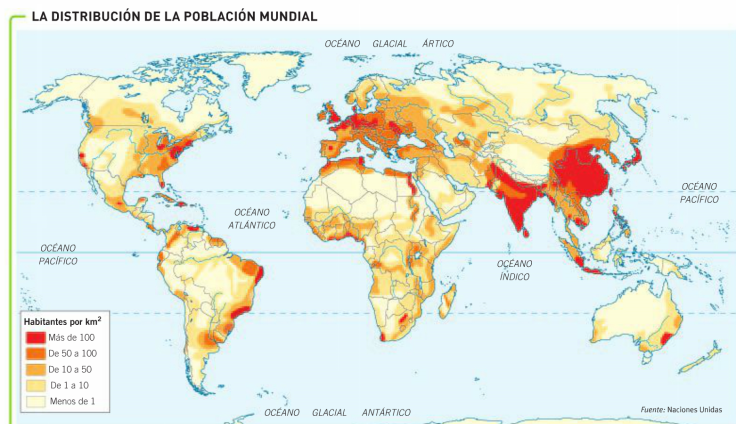 LA DISTRIBUCIÓN DE LA POBLACIÓN MUNDIAL
OCÉANO GLACIAL ÁRTICO
OCÉANO
PACÍFICO
OCÉANO
ATLÁNTICO
OCÉANO
PACÍFICO
OCÉANO
ÍNDICO
Habitantes por km²
Más de 100
De 50 a 100
De 10 a 50
De 1 a 10
Menos de 1
OCÉANO GLACIAL ANTÁRTICO
Fuente: Naciones Unidas